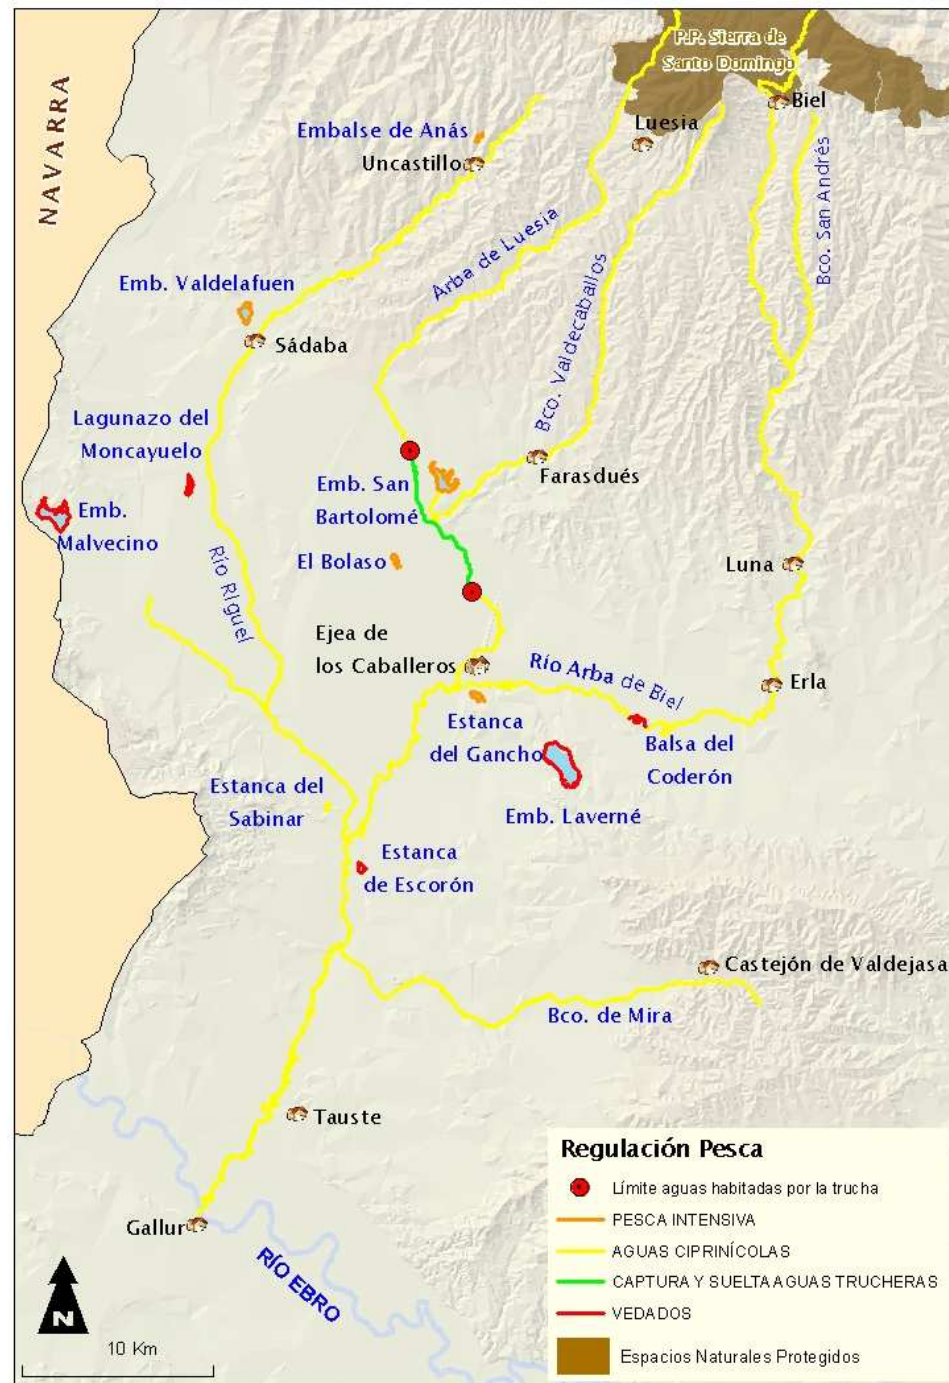 P.P. Sierra de
Santo Domingo
Biel
NAVARRA
Luesia
Embalse de Anás
Uncastillo
Bco. San Andrés
Arba de Luesia
Bco. Valdecaballos
Emb. Valdelafuen
Sádaba
Lagunazo del
Moncayuelo
Emb. San
Bartolomé
Farasdués
Emb.
Malvecino
Río Riguel
El Bolaso
Luna
Ejea de
los Caballeros
Río Arba de Biel
Erla
Estanca
del Gancho
Balsa del
Coderón
Estanca del
Sabinar
Emb. Laverné
Estanca
de Escorón
Castejón de Valdejasa
Bco. de Mira
Tauste
Gallur
RÍO EBRO
N
10 Km
Regulación Pesca
Límite aguas habitadas por la trucha
PESCA INTENSIVA
AGUAS CIPRINÍCOLAS
CAPTURA Y SUELTA AGUAS TRUCHERAS
VEDADOS
Espacios Naturales Protegidos